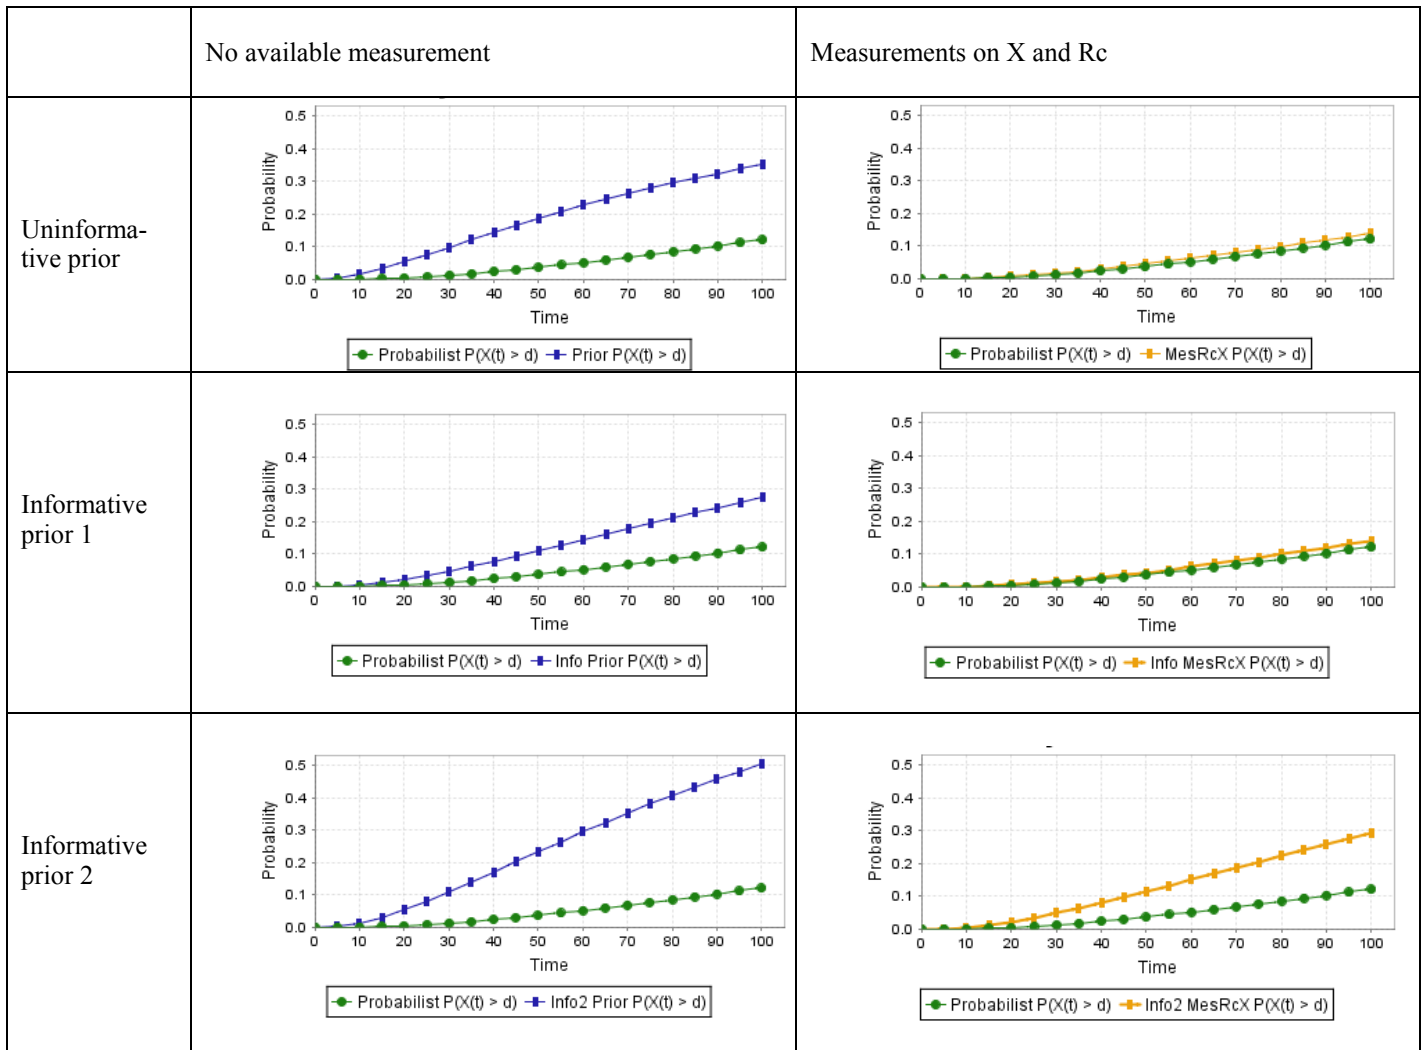 No available measurement
Measurements on X and Rc
Uninforma-
tive prior
Probability
0.5
0.4
0.3
0.2
0.1
0.0
0 10 20 30 40 50 60 70 80 90 100
Time
Probabilist P(X(t) > d) Prior P(X(t) > d)
Probability
0.5
0.4
0.3
0.2
0.1
0.0
0 10 20 30 40 50 60 70 80 90 100
Time
Probabilist P(X(t) > d) MesRcX P(X(t) > d)
Informative
prior 1
Probability
0.5
0.4
0.3
0.2
0.1
0.0
0 10 20 30 40 50 60 70 80 90 100
Time
Probabilist P(X(t) > d) Info Prior P(X(t) > d)
Probability
0.5
0.4
0.3
0.2
0.1
0.0
0 10 20 30 40 50 60 70 80 90 100
Time
Probabilist P(X(t) > d) Info MesRcX P(X(t) > d)
Informative
prior 2
Probability
0.5
0.4
0.3
0.2
0.1
0.0
0 10 20 30 40 50 60 70 80 90 100
Time
Probabilist P(X(t) > d) Info2 Prior P(X(t) > d)
Probability
0.5
0.4
0.3
0.2
0.1
0.0
0 10 20 30 40 50 60 70 80 90 100
Time
Probabilist P(X(t) > d) Info2 MesRcX P(X(t) > d)